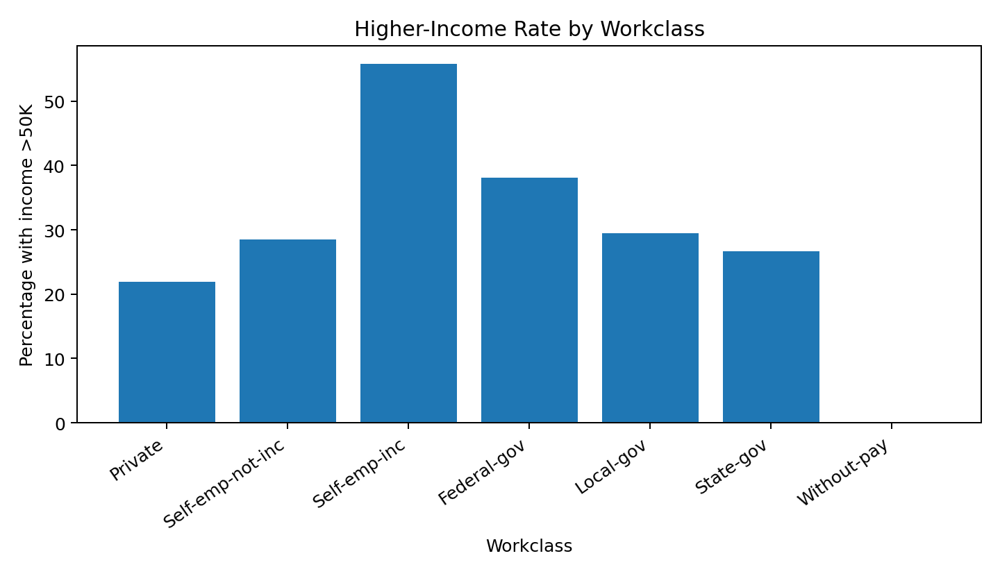 Higher-Income Rate by Workclass
Percentage with income >50K
50
40
30
20
10
0
Private
Self-emp-not-inc
Self-emp-inc
Federal-gov
Local-gov
State-gov
Without-pay
Workclass